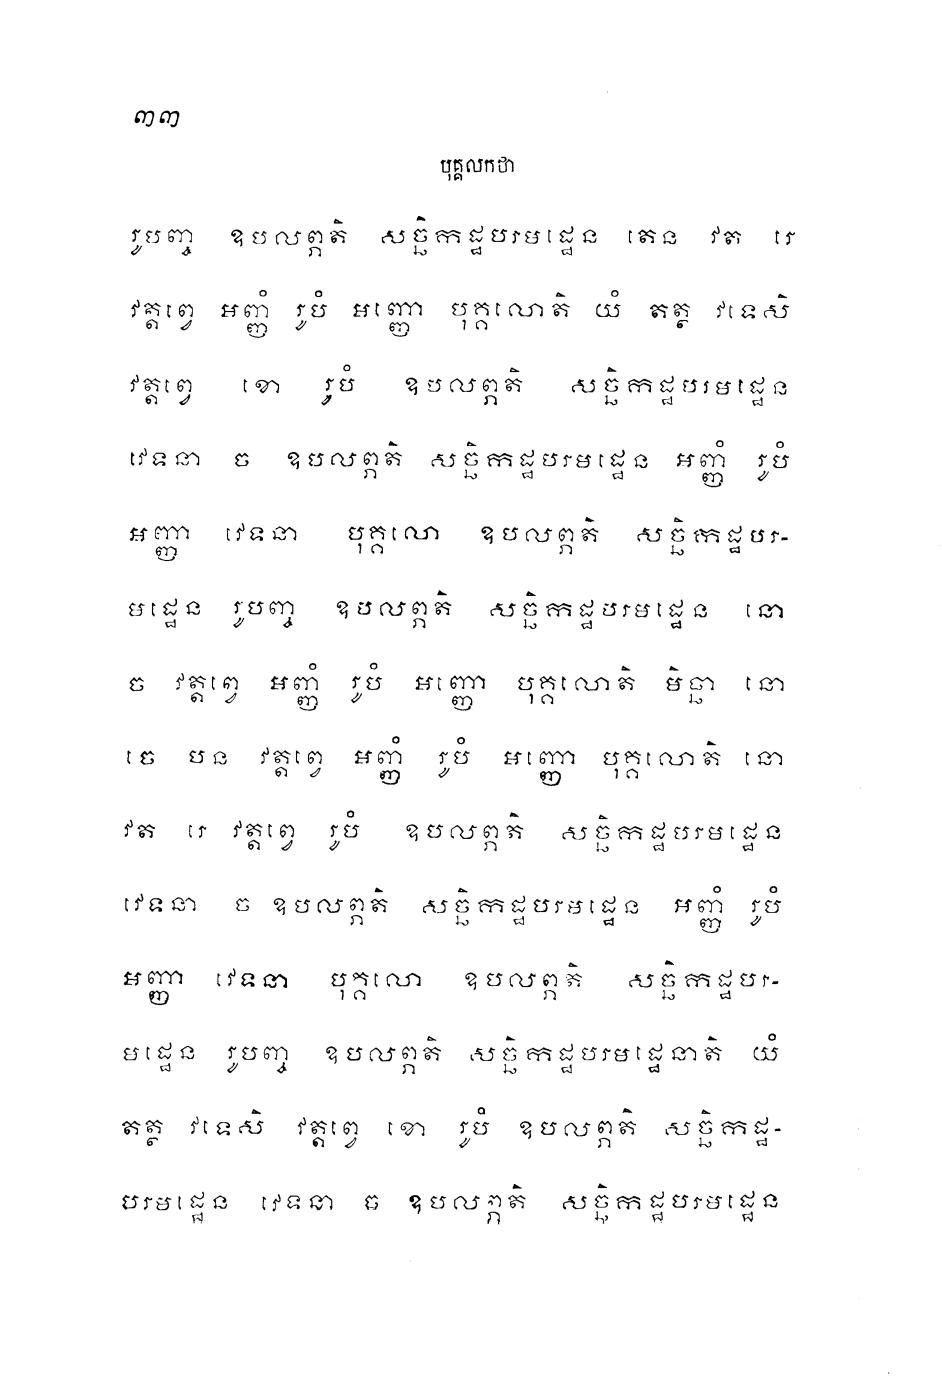 ៣៣
បុគ្គលកថា
រូបញ្ច ឧបលព្ភតិ សច្ឆិកដ្ឋបរមដ្ឋេន តេន វត រេ
វត្តព្វេ អញ្ញំ រូបំ អញ្ញោ បុគ្គលោតិ យំ តត្ថ វទេសិ
វត្តព្វេ ខោ រូបំ ឧបលព្ភតិ សច្ឆិកដ្ឋបរមដ្ឋេន
វេទនា ច ឧបលព្ភតិ សច្ឆិកដ្ឋបរមដ្ឋេន អញ្ញំ រូបំ
អញ្ញា វេទនា បុគ្គលោ ឧបលព្ភតិ សច្ឆិកដ្ឋបរ-
មដ្ឋេន រូបញ្ច ឧបលព្ភតិ សច្ឆិកដ្ឋបរមដ្ឋេន នោ
ច វត្តព្វេ អញ្ញំ រូបំ អញ្ញោ បុគ្គលោតិ មិច្ឆា នោ
ចេ បន វត្តព្វេ អញ្ញំ រូបំ អញ្ញោ បុគ្គលោតិ នោ
វត រេ វត្តព្វេ រូបំ ឧបលព្ភតិ សច្ឆិកដ្ឋបរមដ្ឋេន
វេទនា ច ឧបលព្ភតិ សច្ឆិកដ្ឋបរមដ្ឋេន អញ្ញំ រូបំ
អញ្ញា វេទនា បុគ្គលោ ឧបលព្ភតិ សច្ឆិកដ្ឋបរ-
មដ្ឋេន រូបញ្ច ឧបលព្ភតិ សច្ឆិកដ្ឋបរមដ្ឋេនាតិ យំ
តត្ថ វទេសិ វត្តព្វេ ខោ រូបំ ឧបលព្ភតិ សច្ឆិកដ្ឋ-
បរមដ្ឋេន វេទនា ច ឧបលព្ភតិ សច្ឆិកដ្ឋបរមដ្ឋេន